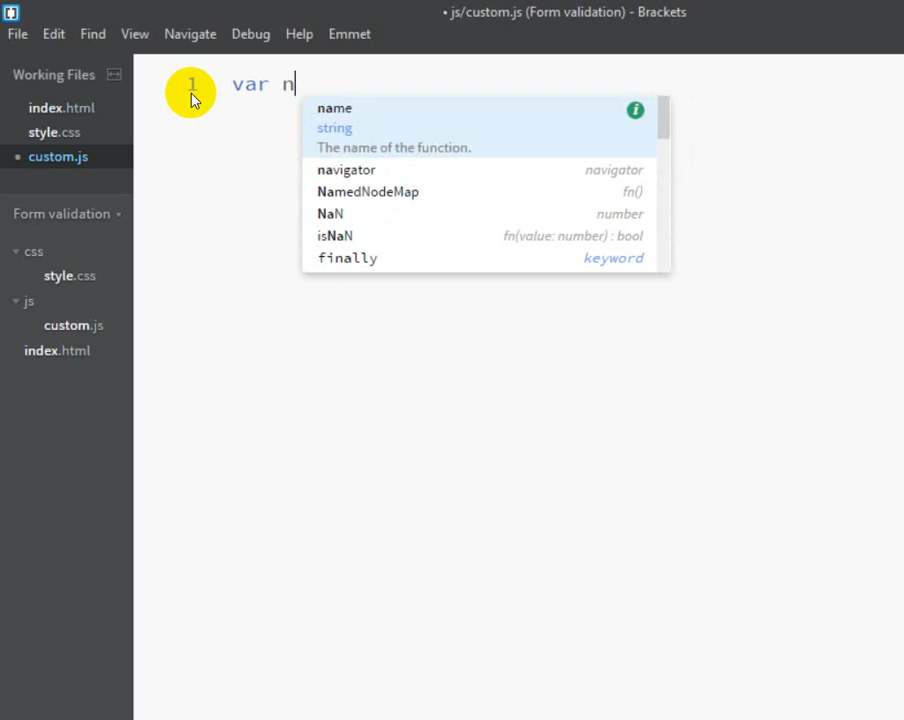 • js/custom.js (Form validation) - Brackets
File Edit Find View Navigate Debug Help Emmet
Working Files
index.html
style.css
• custom.js
Form validation
css
style.css
js
custom.js
index.html
1 var n
name
string
The name of the function.
navigator navigator
NamedNodeMap fn()
NaN number
isNaN fn(value: number) : bool
finally keyword